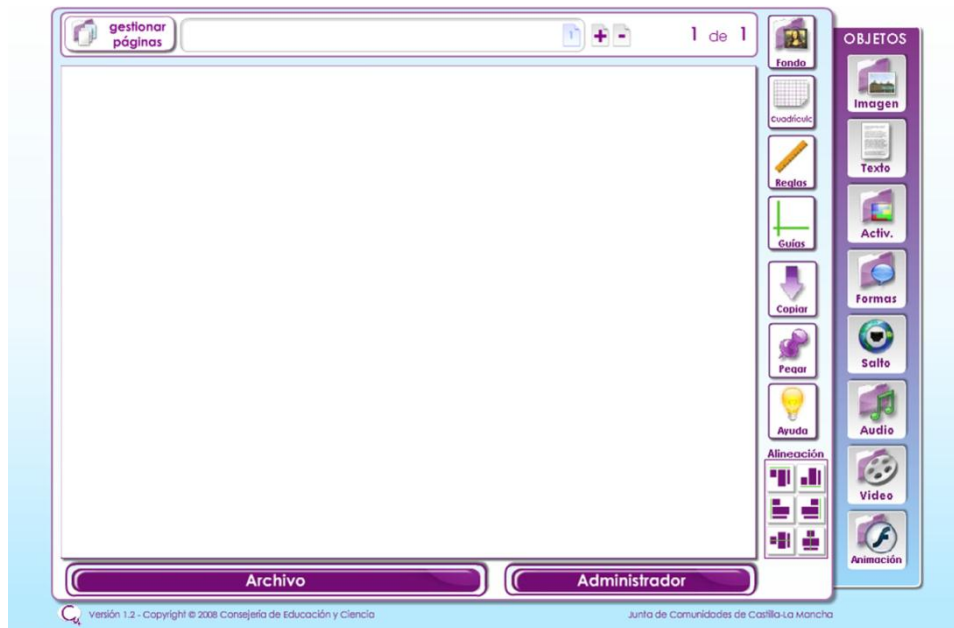 gestionar
páginas
1
1 de 1
Fondo
Cuadrícula
Reglas
Guías
Copiar
Pegar
Ayuda
Alineación
OBJETOS
Imagen
Texto
Activ.
Formas
Salto
Audio
Video
Animación
Archivo
Administrador
Versión 1.2 - Copyright © 2008 Consejería de Educación y Ciencia
Junta de Comunidades de Castilla-La Mancha